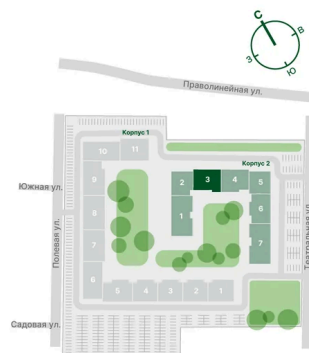 С
В
З
Ю
Праволинейная ул.
Корпус 1
10
11
Корпус 2
9
2
3
4
5
Южная ул.
8
1
6
Полевая ул.
7
7
Театральная ул.
6
5
4
3
2
1
Садовая ул.